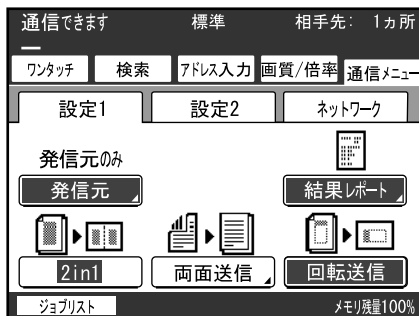 通信できます 標準 相手先: 1ヵ所
ワンタッチ 検索 アドレス入力 画質/倍率 通信メニュー
設定1 設定2 ネットワーク
発信元のみ
発信元 結果レポート
2in1 両面送信 回転送信
ジョブリスト メモリ残量100%